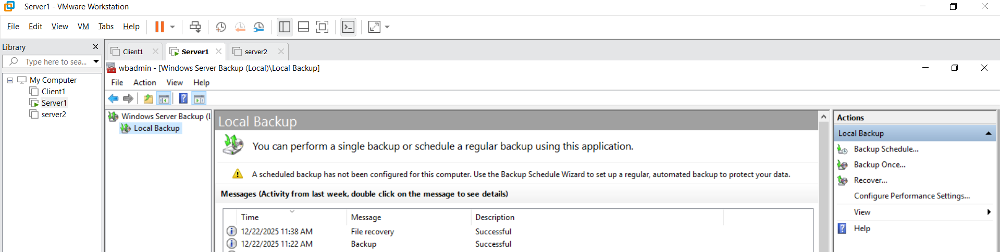 Server1 - VMware Workstation
File Edit View VM Tabs Help
Library
Type here to sea...
My Computer
Client1
Server1
server2
Client1 Server1 server2
wbadmin - [Windows Server Backup (Local)\Local Backup]
File Action View Help
Windows Server Backup (L
Local Backup
Local Backup
You can perform a single backup or schedule a regular backup using this application.
A scheduled backup has not been configured for this computer. Use the Backup Schedule Wizard to set up a regular, automated backup to protect your data.
Messages (Activity from last week, double click on the message to see details)
Time Message Description
12/22/2025 11:38 AM File recovery Successful
12/22/2025 11:22 AM Backup Successful
Actions
Local Backup
Backup Schedule...
Backup Once...
Recover...
Configure Performance Settings...
View
Help